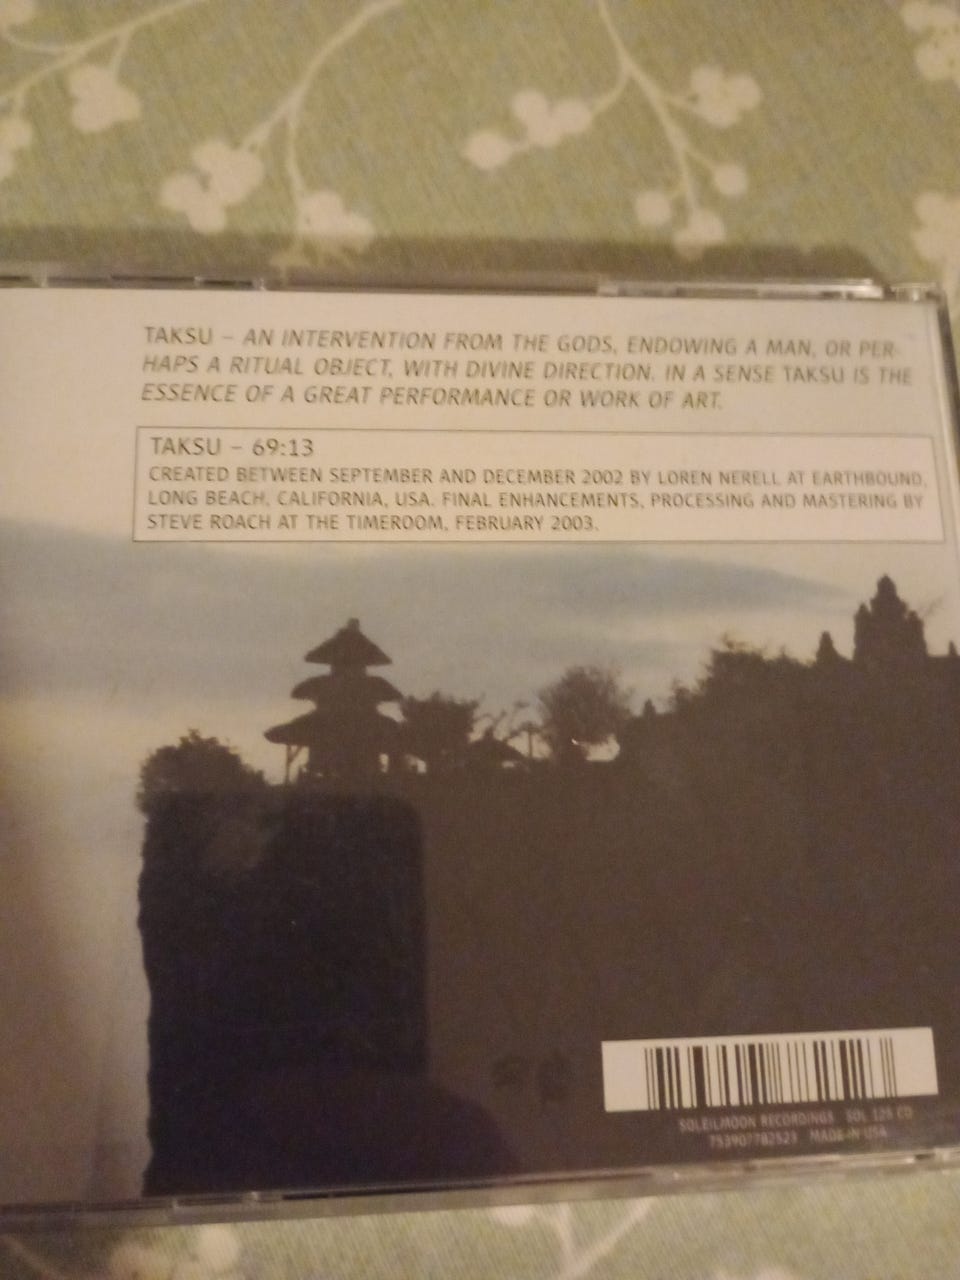 TAKSU – AN INTERVENTION FROM THE GODS, ENDOWING A MAN, OR PER-
HAPS A RITUAL OBJECT, WITH DIVINE DIRECTION. IN A SENSE TAKSU IS THE
ESSENCE OF A GREAT PERFORMANCE OR WORK OF ART.
TAKSU – 69:13
CREATED BETWEEN SEPTEMBER AND DECEMBER 2002 BY LOREN NERELL AT EARTHBOUND,
LONG BEACH, CALIFORNIA, USA. FINAL ENHANCEMENTS, PROCESSING AND MASTERING BY
STEVE ROACH AT THE TIMEROOM, FEBRUARY 2003.
SOLEILMOON RECORDINGS SOL 125 CD
753907782523 MADE IN USA